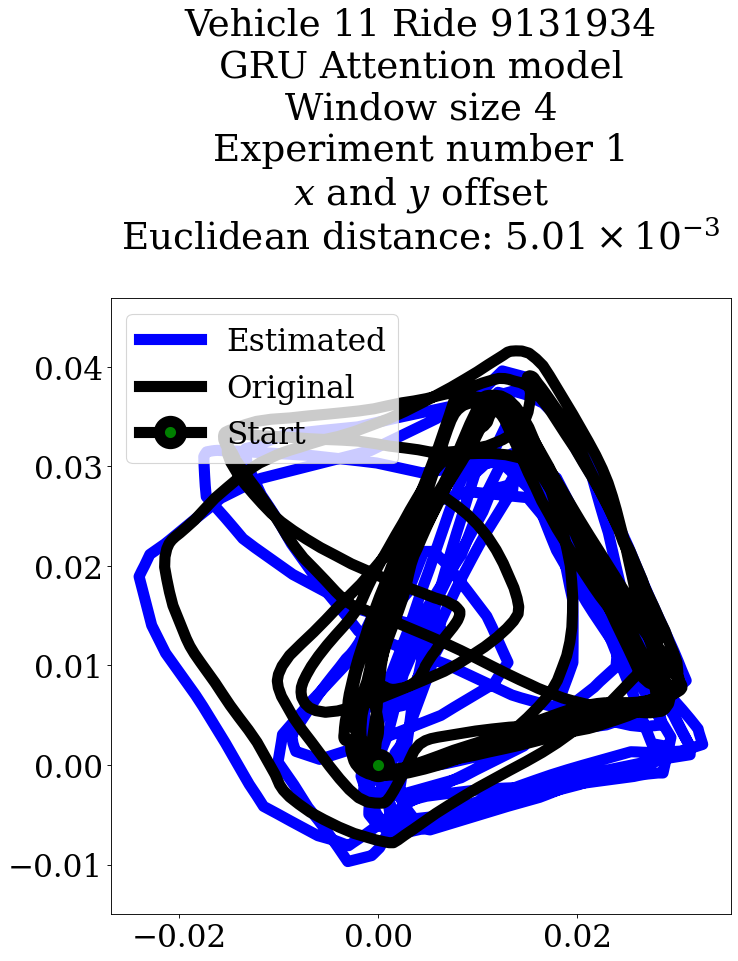 Vehicle 11 Ride 9131934
GRU Attention model
Window size 4
Experiment number 1
x and y offset
Euclidean distance: 5.01 × 10⁻³
Estimated
Original
Start
0.04
0.03
0.02
0.01
0.00
−0.01
−0.02
0.00
0.02